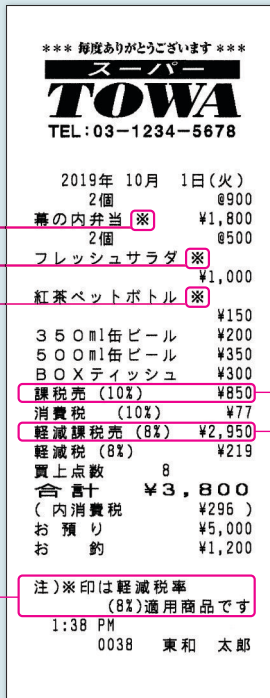 *** 毎度ありがとうございます ***
スーパー
TOWA
TEL:03-1234-5678
2019年 10月 1日(火)
2個 @900
幕の内弁当 ※ ¥1,800
2個 @500
フレッシュサラダ ※
¥1,000
紅茶ペットボトル ※
¥150
350ml缶ビール ¥200
500ml缶ビール ¥350
BOXティッシュ ¥300
課税売 (10%) ¥850
消費税 (10%) ¥77
軽減課税売 (8%) ¥2,950
軽減税 (8%) ¥219
買上点数 8
合計 ¥3,800
( 内消費税 ¥296 )
お預り ¥5,000
お 釣 ¥1,200
注)※印は軽減税率
(8%)適用商品です
1:38 PM
0038 東和 太郎